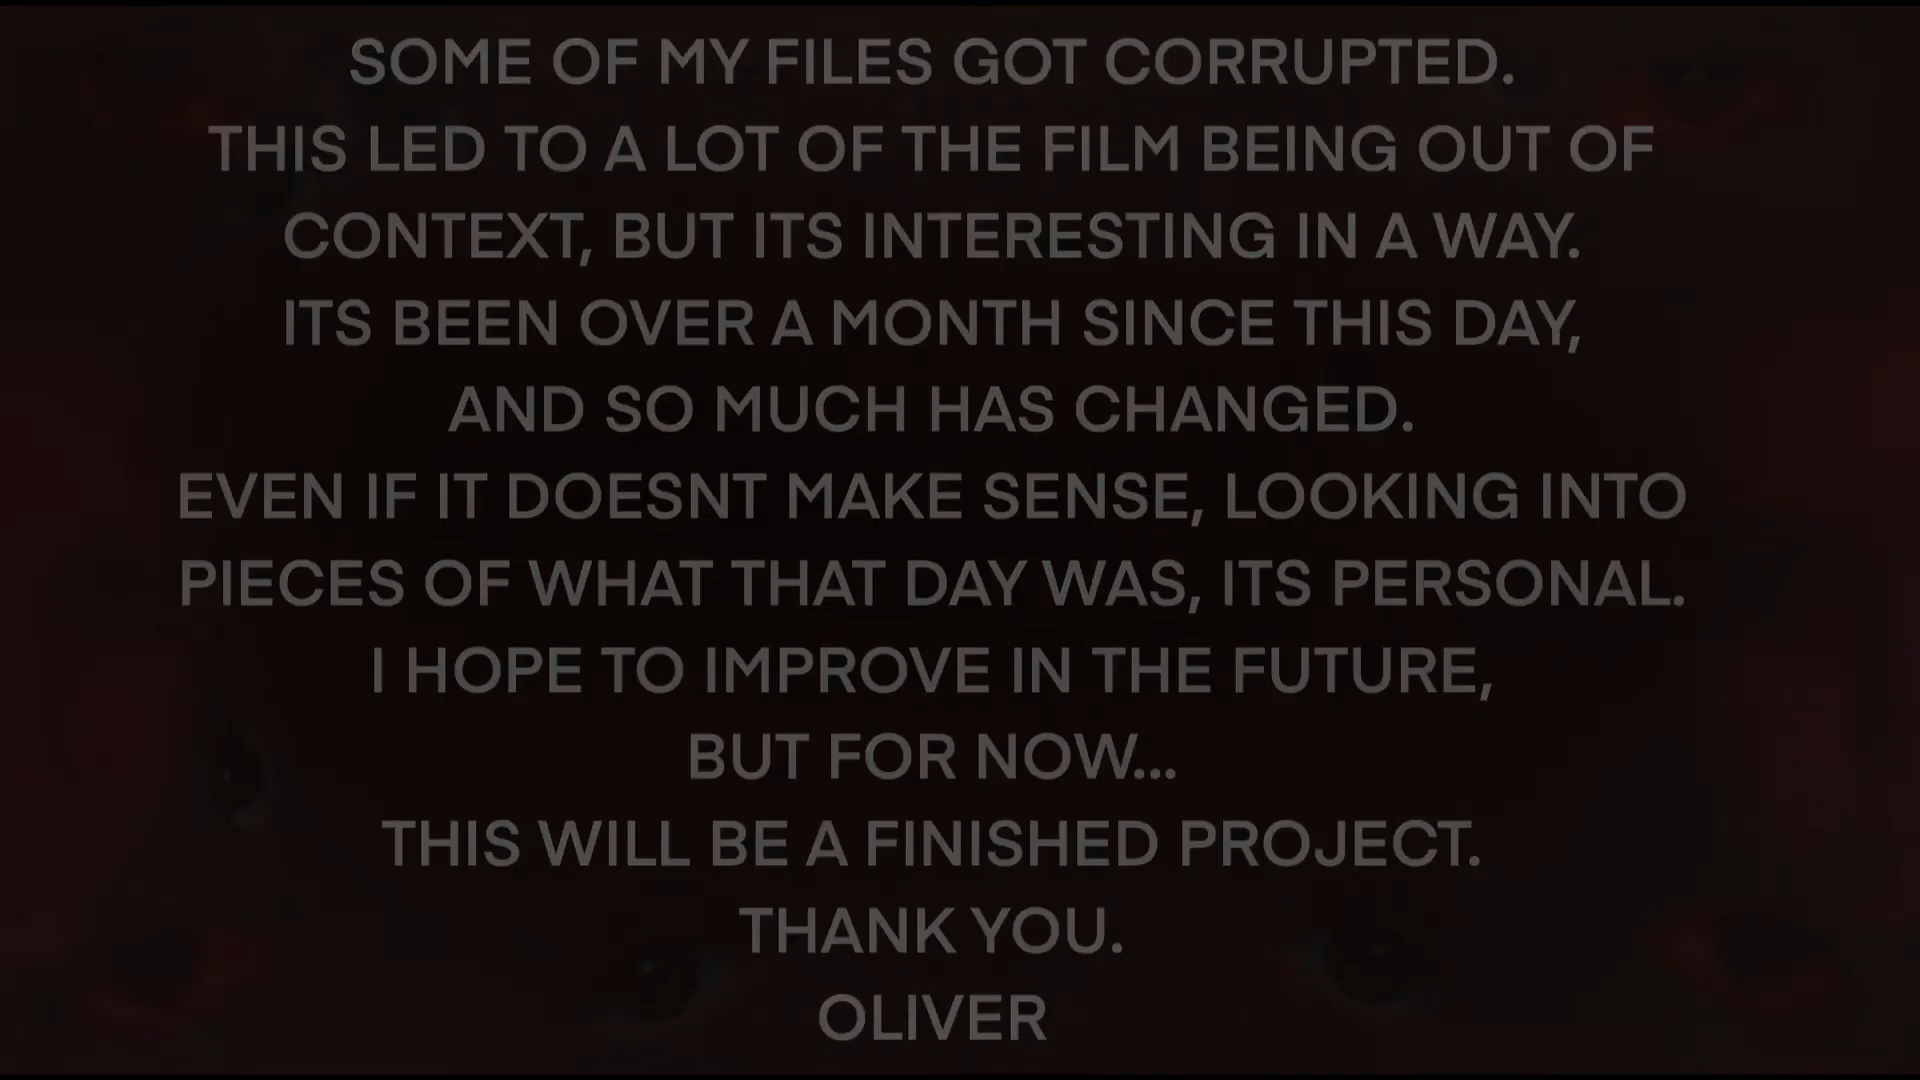 SOME OF MY FILES GOT CORRUPTED.
THIS LED TO A LOT OF THE FILM BEING OUT OF
CONTEXT, BUT ITS INTERESTING IN A WAY.
ITS BEEN OVER A MONTH SINCE THIS DAY,
AND SO MUCH HAS CHANGED.
EVEN IF IT DOESNT MAKE SENSE, LOOKING INTO
PIECES OF WHAT THAT DAY WAS, ITS PERSONAL.
I HOPE TO IMPROVE IN THE FUTURE,
BUT FOR NOW...
THIS WILL BE A FINISHED PROJECT.
THANK YOU.
OLIVER